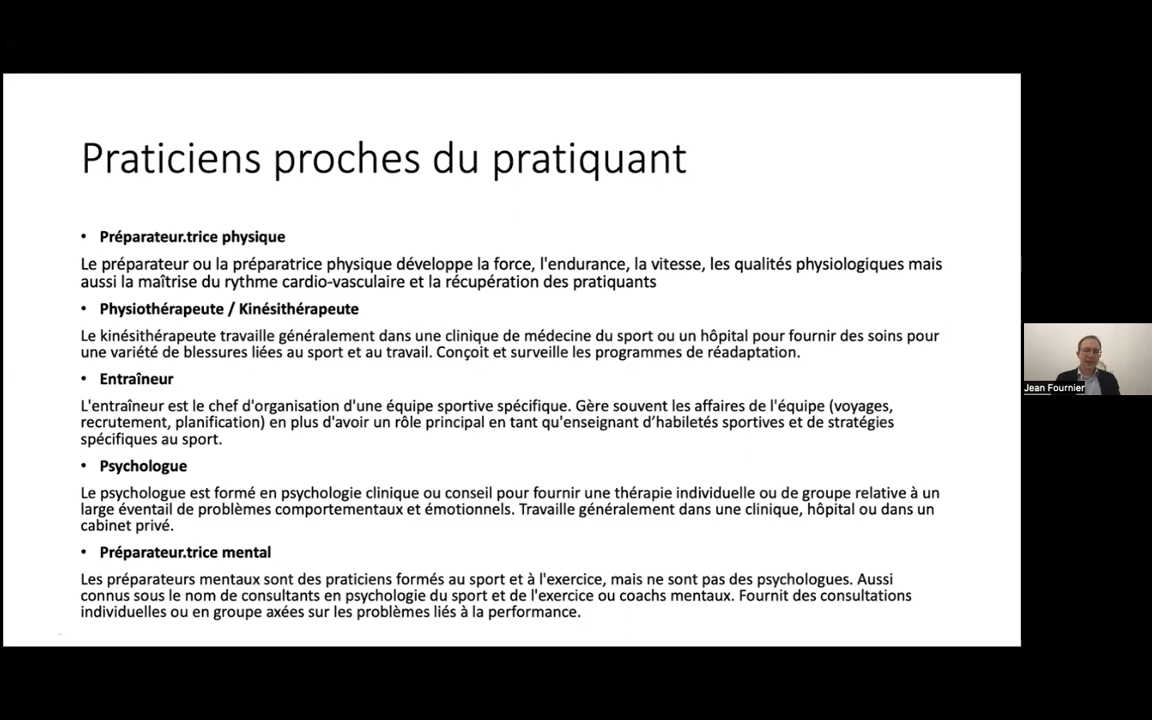 Praticiens proches du pratiquant
• Préparateur.trice physique
Le préparateur ou la préparatrice physique développe la force, l'endurance, la vitesse, les qualités physiologiques mais
aussi la maîtrise du rythme cardio-vasculaire et la récupération des pratiquants
• Physiothérapeute / Kinésithérapeute
Le kinésithérapeute travaille généralement dans une clinique de médecine du sport ou un hôpital pour fournir des soins pour
une variété de blessures liées au sport et au travail. Conçoit et surveille les programmes de réadaptation.
• Entraîneur
L'entraîneur est le chef d'organisation d'une équipe sportive spécifique. Gère souvent les affaires de l'équipe (voyages,
recrutement, planification) en plus d'avoir un rôle principal en tant qu'enseignant d’habiletés sportives et de stratégies
spécifiques au sport.
• Psychologue
Le psychologue est formé en psychologie clinique ou conseil pour fournir une thérapie individuelle ou de groupe relative à un
large éventail de problèmes comportementaux et émotionnels. Travaille généralement dans une clinique, hôpital ou dans un
cabinet privé.
• Préparateur.trice mental
Les préparateurs mentaux sont des praticiens formés au sport et à l'exercice, mais ne sont pas des psychologues. Aussi
connus sous le nom de consultants en psychologie du sport et de l'exercice ou coachs mentaux. Fournit des consultations
individuelles ou en groupe axées sur les problèmes liés à la performance.
Jean Fournier